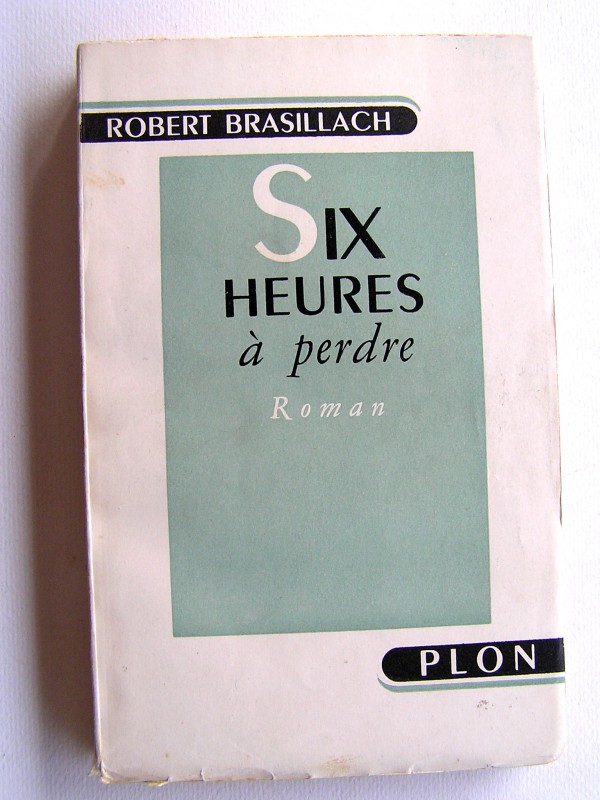 ROBERT BRASILLACH
SIX
HEURES
à perdre
Roman
PLON